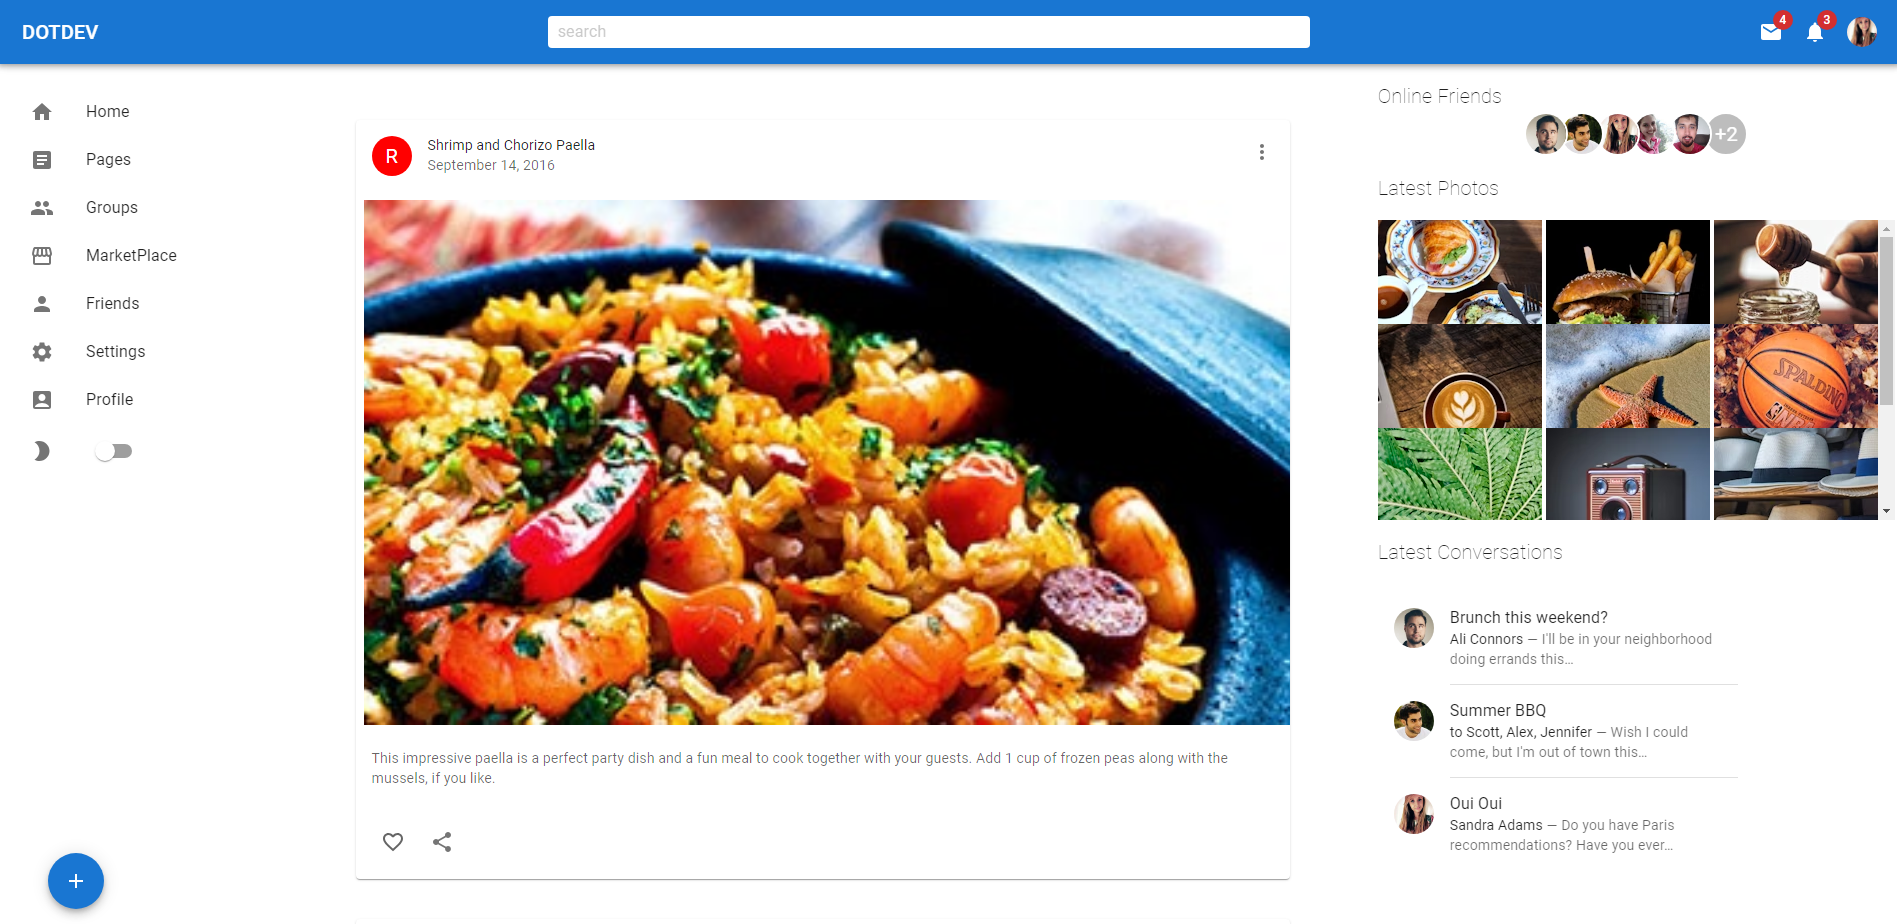 DOTDEV
search
4
3
Home
Pages
Groups
MarketPlace
Friends
Settings
Profile
R
Shrimp and Chorizo Paella
September 14, 2016
This impressive paella is a perfect party dish and a fun meal to cook together with your guests. Add 1 cup of frozen peas along with the
mussels, if you like.
Online Friends
+2
Latest Photos
SPALDING
NBA
Latest Conversations
Brunch this weekend?
Ali Connors — I'll be in your neighborhood
doing errands this…
Summer BBQ
to Scott, Alex, Jennifer — Wish I could
come, but I'm out of town this…
Oui Oui
Sandra Adams — Do you have Paris
recommendations? Have you ever…